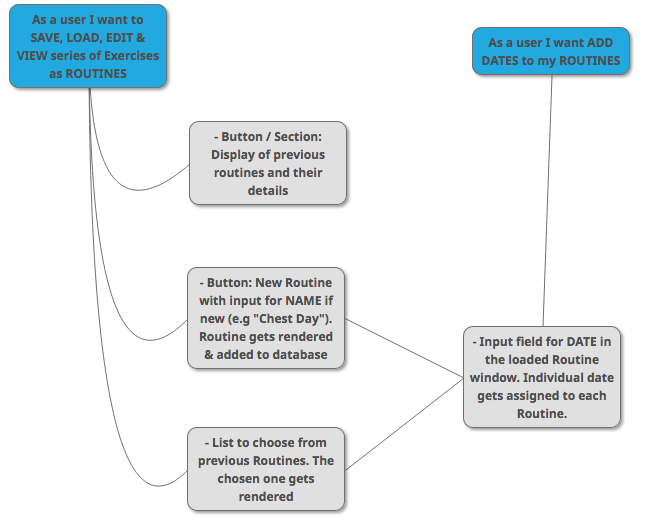 As a user I want to
SAVE, LOAD, EDIT &
VIEW series of Exercises
as ROUTINES
As a user I want ADD
DATES to my ROUTINES
- Button / Section:
Display of previous
routines and their
details
- Button: New Routine
with input for NAME if
new (e.g "Chest Day").
Routine gets rendered
& added to database
- Input field for DATE in
the loaded Routine
window. Individual date
gets assigned to each
Routine.
- List to choose from
previous Routines. The
chosen one gets
rendered